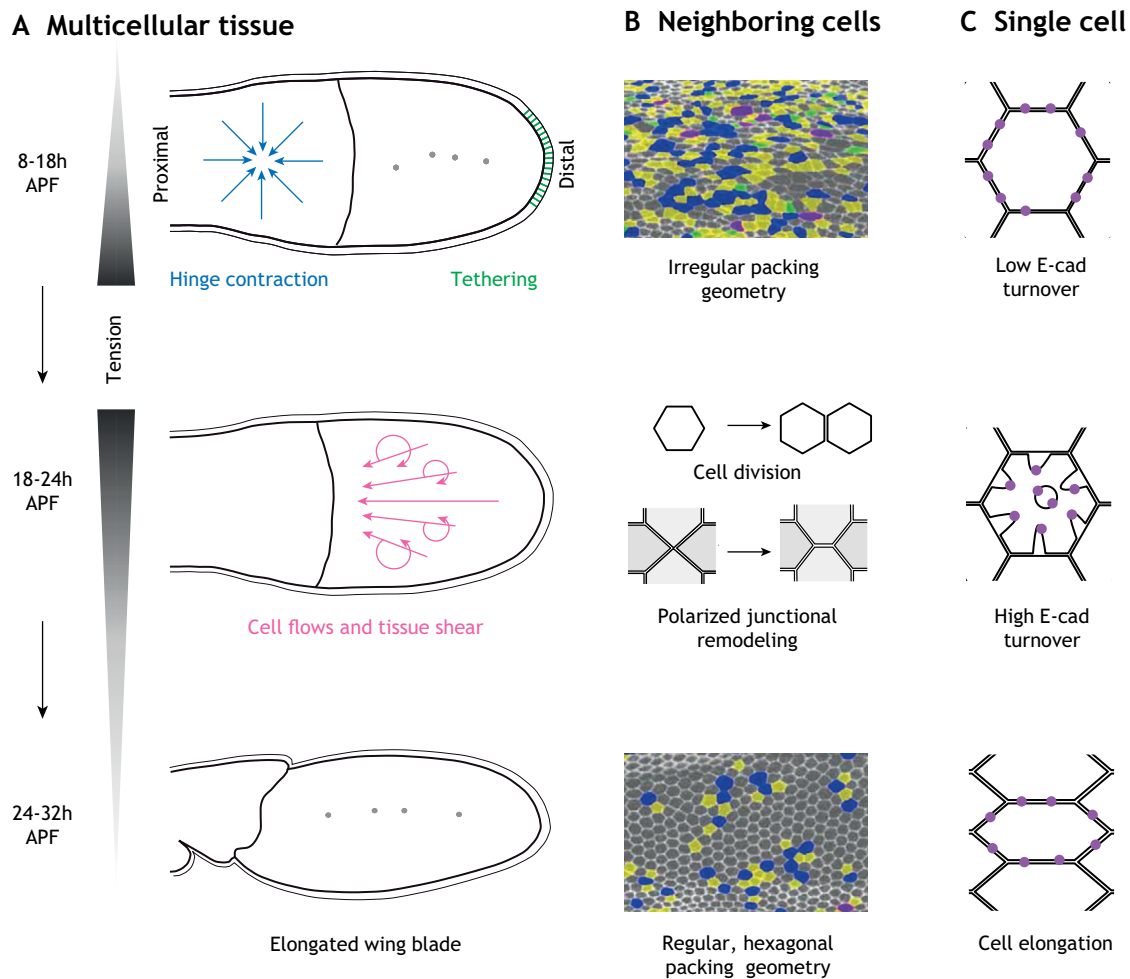 A Multicellular tissue
B Neighboring cells
C Single cell
8-18h
APF
Proximal
Distal
Hinge contraction
Tethering
Irregular packing
geometry
Low E-cad
turnover
Tension
18-24h
APF
Cell flows and tissue shear
Cell division
Polarized junctional
remodeling
High E-cad
turnover
24-32h
APF
Elongated wing blade
Regular, hexagonal
packing geometry
Cell elongation